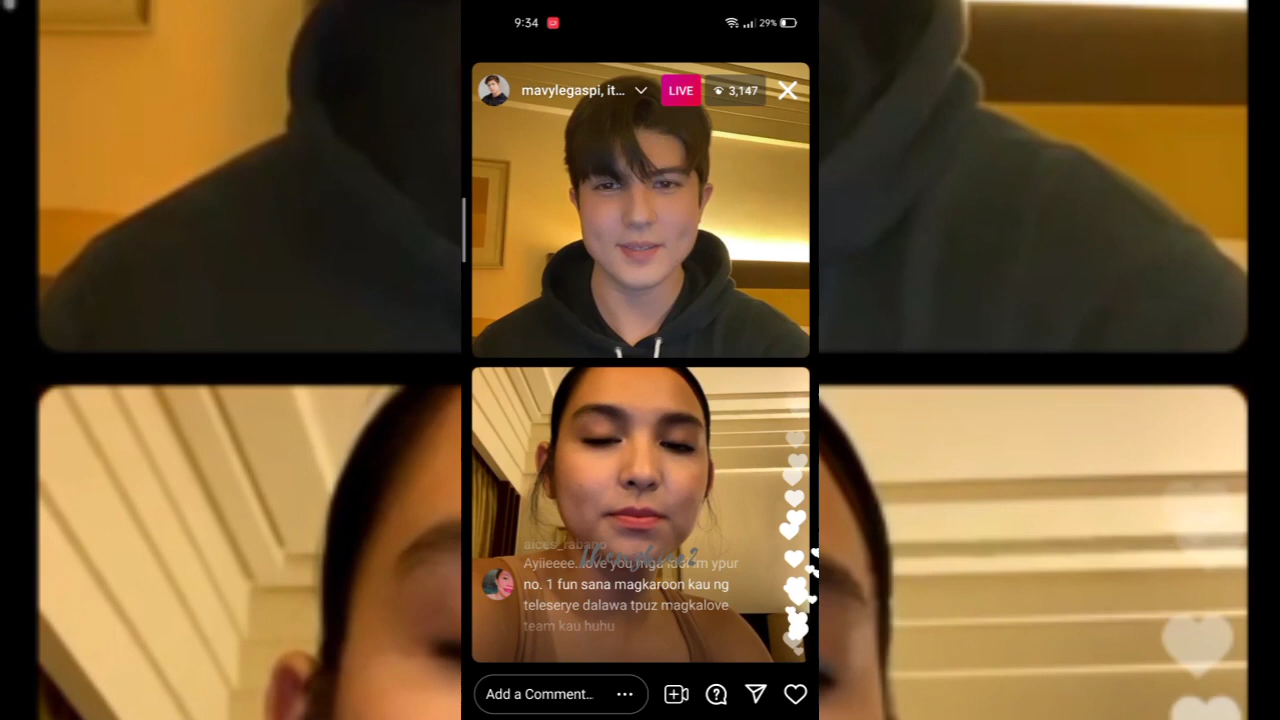 9:34
29%
mavylegaspi, it...
LIVE
3,147
aices_rabano
Ayiieeee..love you mga idol m ypur
no. 1 fun sana magkaroon kau ng
teleserye dalawa tpuz magkalove
team kau huhu
Add a Comment...